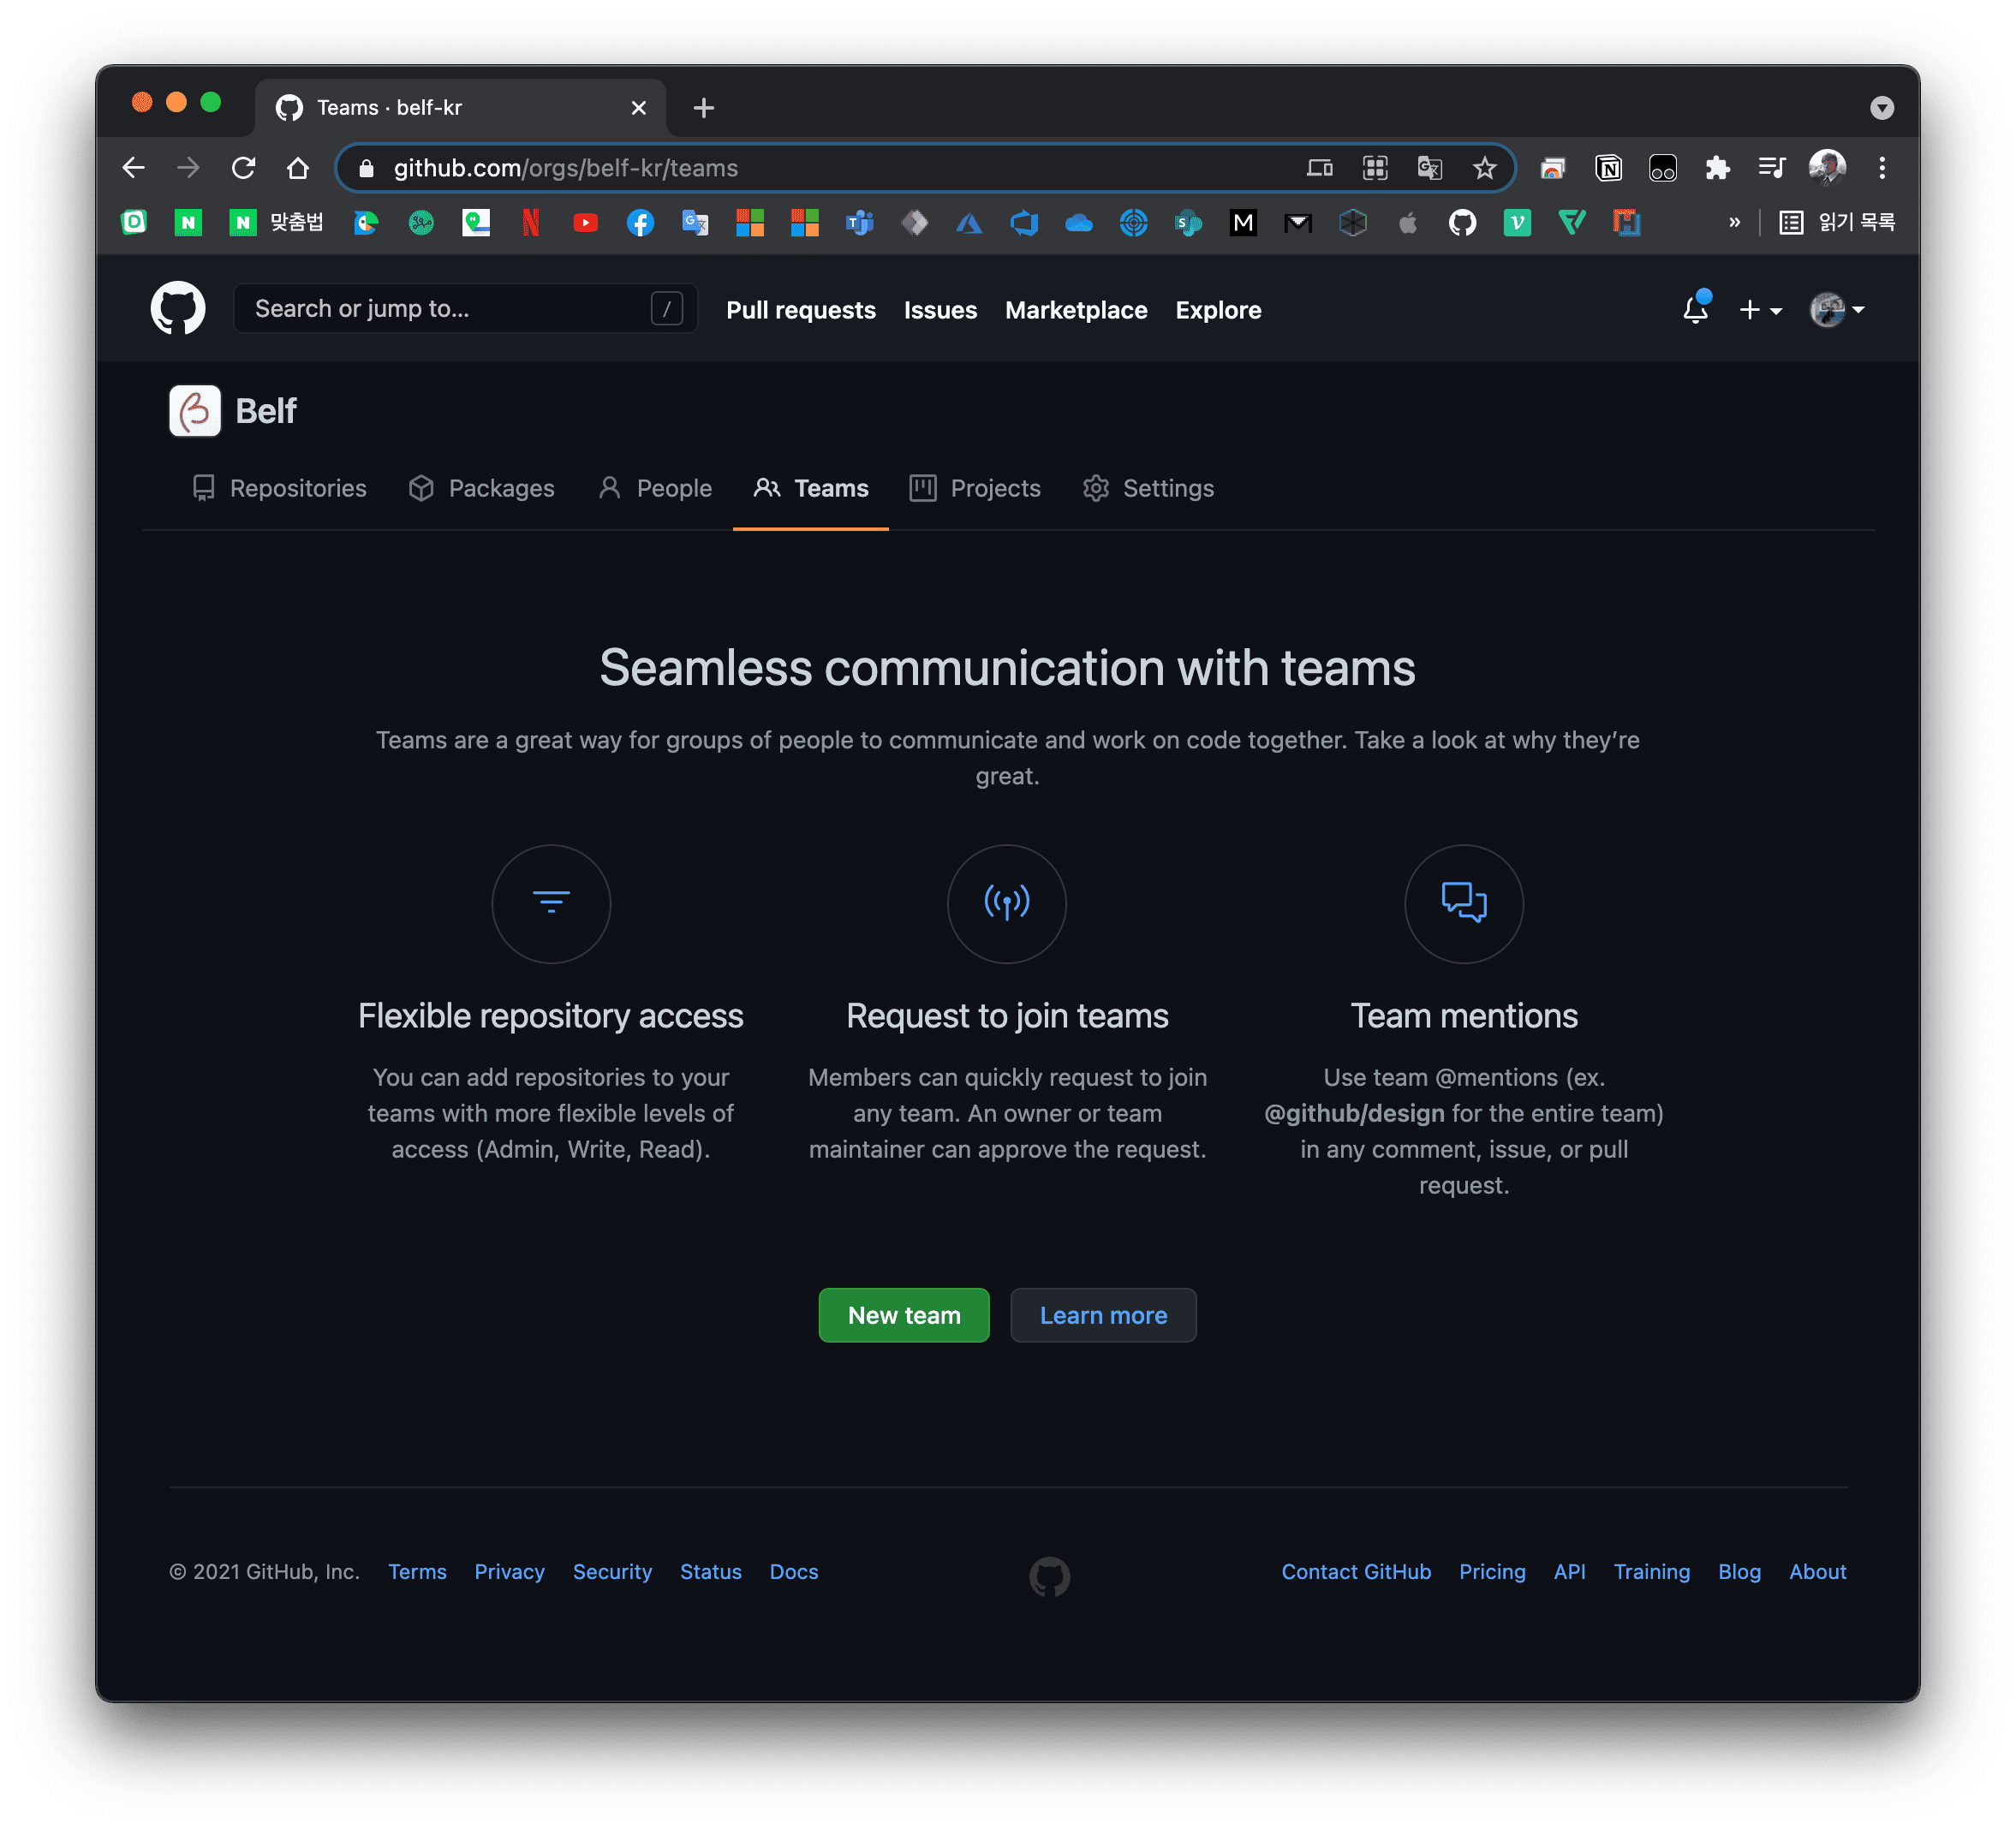 Teams · belf-kr
github.com/orgs/belf-kr/teams
맞춤법
»
읽기 목록
Search or jump to...
/
Pull requests
Issues
Marketplace
Explore
Belf
Repositories
Packages
People
Teams
Projects
Settings
Seamless communication with teams
Teams are a great way for groups of people to communicate and work on code together. Take a look at why they’re
great.
Flexible repository access
You can add repositories to your
teams with more flexible levels of
access (Admin, Write, Read).
Request to join teams
Members can quickly request to join
any team. An owner or team
maintainer can approve the request.
Team mentions
Use team @mentions (ex.
@github/design for the entire team)
in any comment, issue, or pull
request.
New team
Learn more
© 2021 GitHub, Inc.
Terms
Privacy
Security
Status
Docs
Contact GitHub
Pricing
API
Training
Blog
About